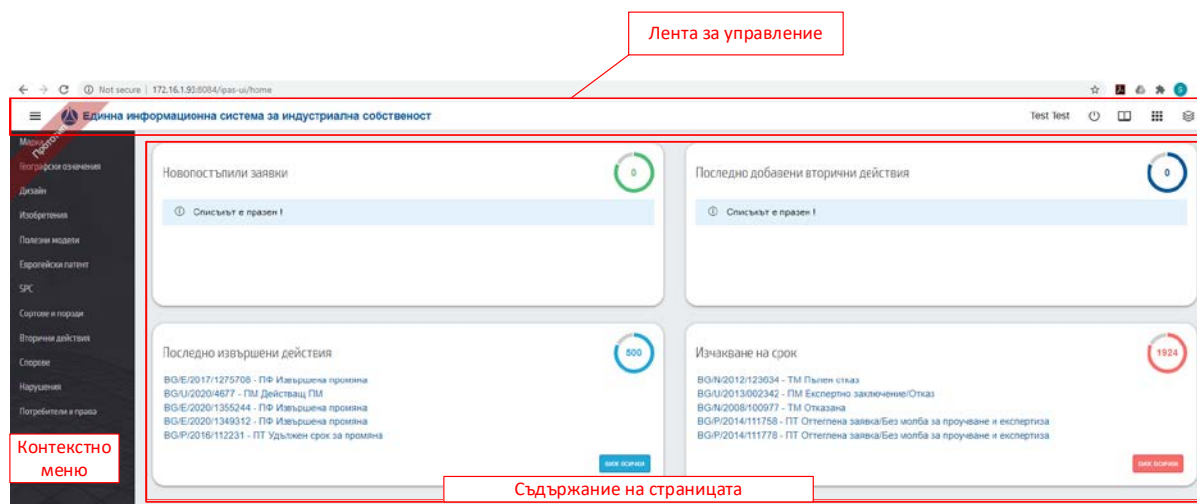 Лента за управление
Not secure | 172.16.1.93:8084/ipas-ui/home
Единна информационна система за индустриална собственост
Test Test
Прототип
Марки
Географски означения
Дизайн
Изобретения
Полезни модели
Европейски патент
SPC
Сортове и породи
Вторични действия
Спорове
Нарушения
Потребители и права
Контекстно
меню
Новопостъпили заявки
0
Списъкът е празен !
Последно добавени вторични действия
0
Списъкът е празен !
Последно извършени действия
500
BG/E/2017/1275708 - ПФ Извършена промяна
BG/U/2020/4677 - ПМ Действащ ПМ
BG/E/2020/1355244 - ПФ Извършена промяна
BG/E/2020/1349312 - ПФ Извършена промяна
BG/P/2016/112231 - ПТ Удължен срок за промяна
ВИЖ ВСИЧКИ
Изчакване на срок
1924
BG/N/2012/123634 - ТМ Пълен отказ
BG/U/2013/002342 - ПМ Експертно заключение/Отказ
BG/N/2008/100977 - ТМ Отказана
BG/P/2014/111758 - ПТ Оттеглена заявка/Без молба за проучване и експертиза
BG/P/2014/111778 - ПТ Оттеглена заявка/Без молба за проучване и експертиза
ВИЖ ВСИЧКИ
Съдържание на страницата